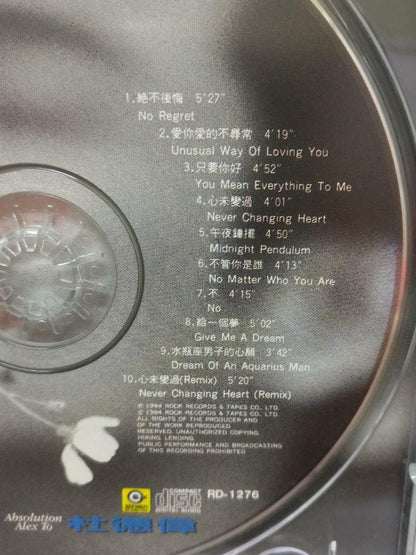 1.絕不後悔 5'27"
No Regret
2.愛你愛的不尋常 4'19"
Unusual Way Of Loving You
3.只要你好 4'52"
You Mean Everything To Me
4.心未變過 4'01"
Never Changing Heart
5.午夜鐘擺 4'50"
Midnight Pendulum
6.不管你是誰 4'13"
No Matter Who You Are
7.不 4'15"
No
8.給一個夢 5'02"
Give Me A Dream
9.水瓶座男子的心願 3'42"
Dream Of An Aquarius Man
10.心未變過(Remix) 5'20"
Never Changing Heart (Remix)
℗ 1994 ROCK RECORDS & TAPES CO., LTD.
© 1994 ROCK RECORDS & TAPES CO., LTD.
ALL RIGHTS OF THE PRODUCER AND
OF THE WORK REPRODUCED
RESERVED. UNAUTHORIZED COPYING,
HIRING, LENDING,
PUBLIC PERFORMANCE AND BROADCASTING
OF THIS RECORDING PROHIBITED
COMPACT
disc
DIGITAL AUDIO
RD-1276
Absolution
Alex To
杜德偉